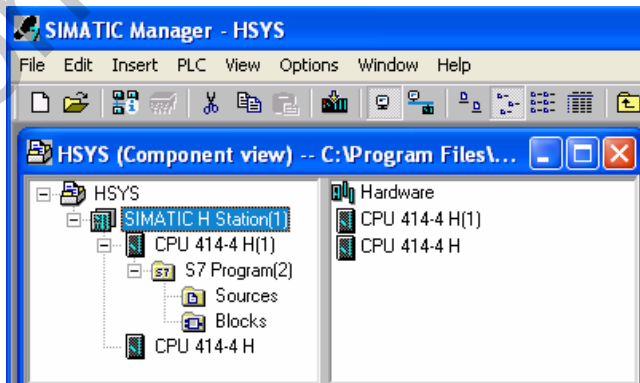 SIMATIC Manager - HSYS
File Edit Insert PLC View Options Window Help
HSYS (Component view) -- C:\Program Files\...
HSYS
SIMATIC H Station(1)
CPU 414-4 H(1)
S7 Program(2)
Sources
Blocks
CPU 414-4 H
Hardware
CPU 414-4 H(1)
CPU 414-4 H